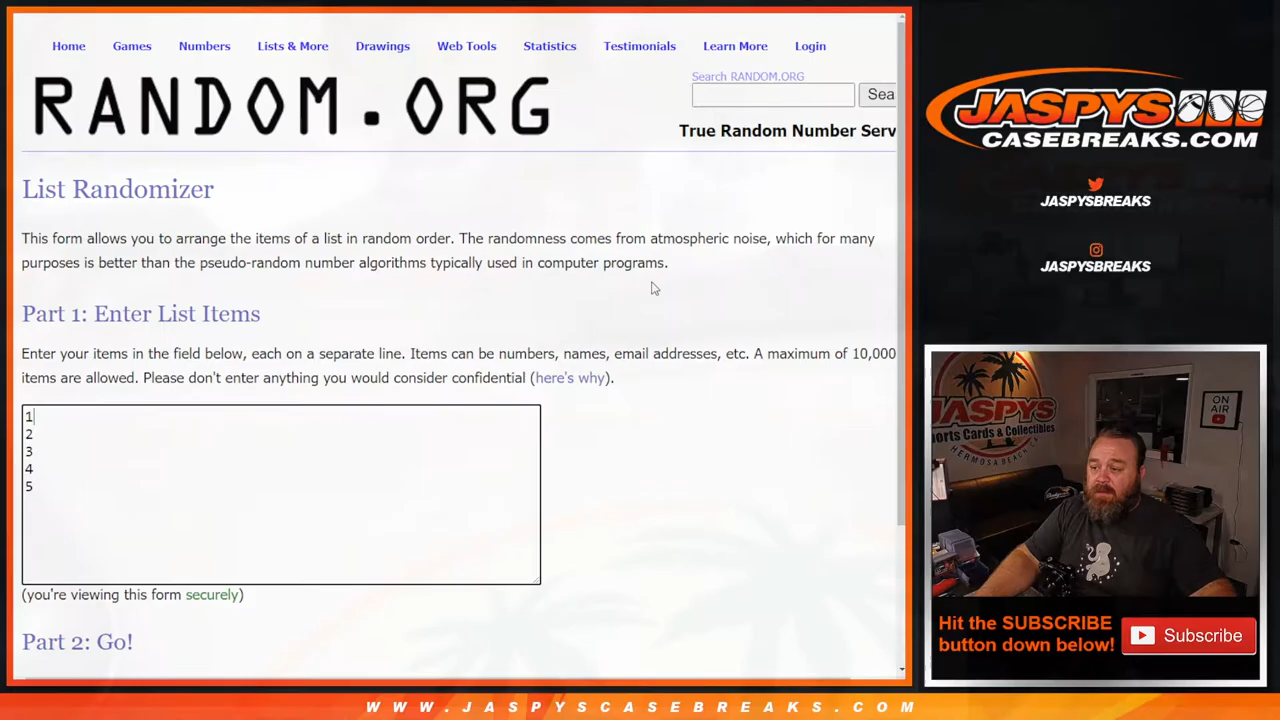 Home Games Numbers Lists & More Drawings Web Tools Statistics Testimonials Learn More Login
RANDOM.ORG
Search RANDOM.ORG
Sea
True Random Number Serv
List Randomizer
This form allows you to arrange the items of a list in random order. The randomness comes from atmospheric noise, which for many
purposes is better than the pseudo-random number algorithms typically used in computer programs.
Part 1: Enter List Items
Enter your items in the field below, each on a separate line. Items can be numbers, names, email addresses, etc. A maximum of 10,000
items are allowed. Please don't enter anything you would consider confidential (here's why).
1
2
3
4
5
(you're viewing this form securely)
Part 2: Go!
JASPYS
CASEBREAKS.COM
JASPYSBREAKS
JASPYSBREAKS
JASPYS
orts Cards & Collectibles
HERMOSA BEACH, CA
ON
AIR
Hit the SUBSCRIBE
button down below!
Subscribe
WWW.JASPYSCASEBREAKS.COM